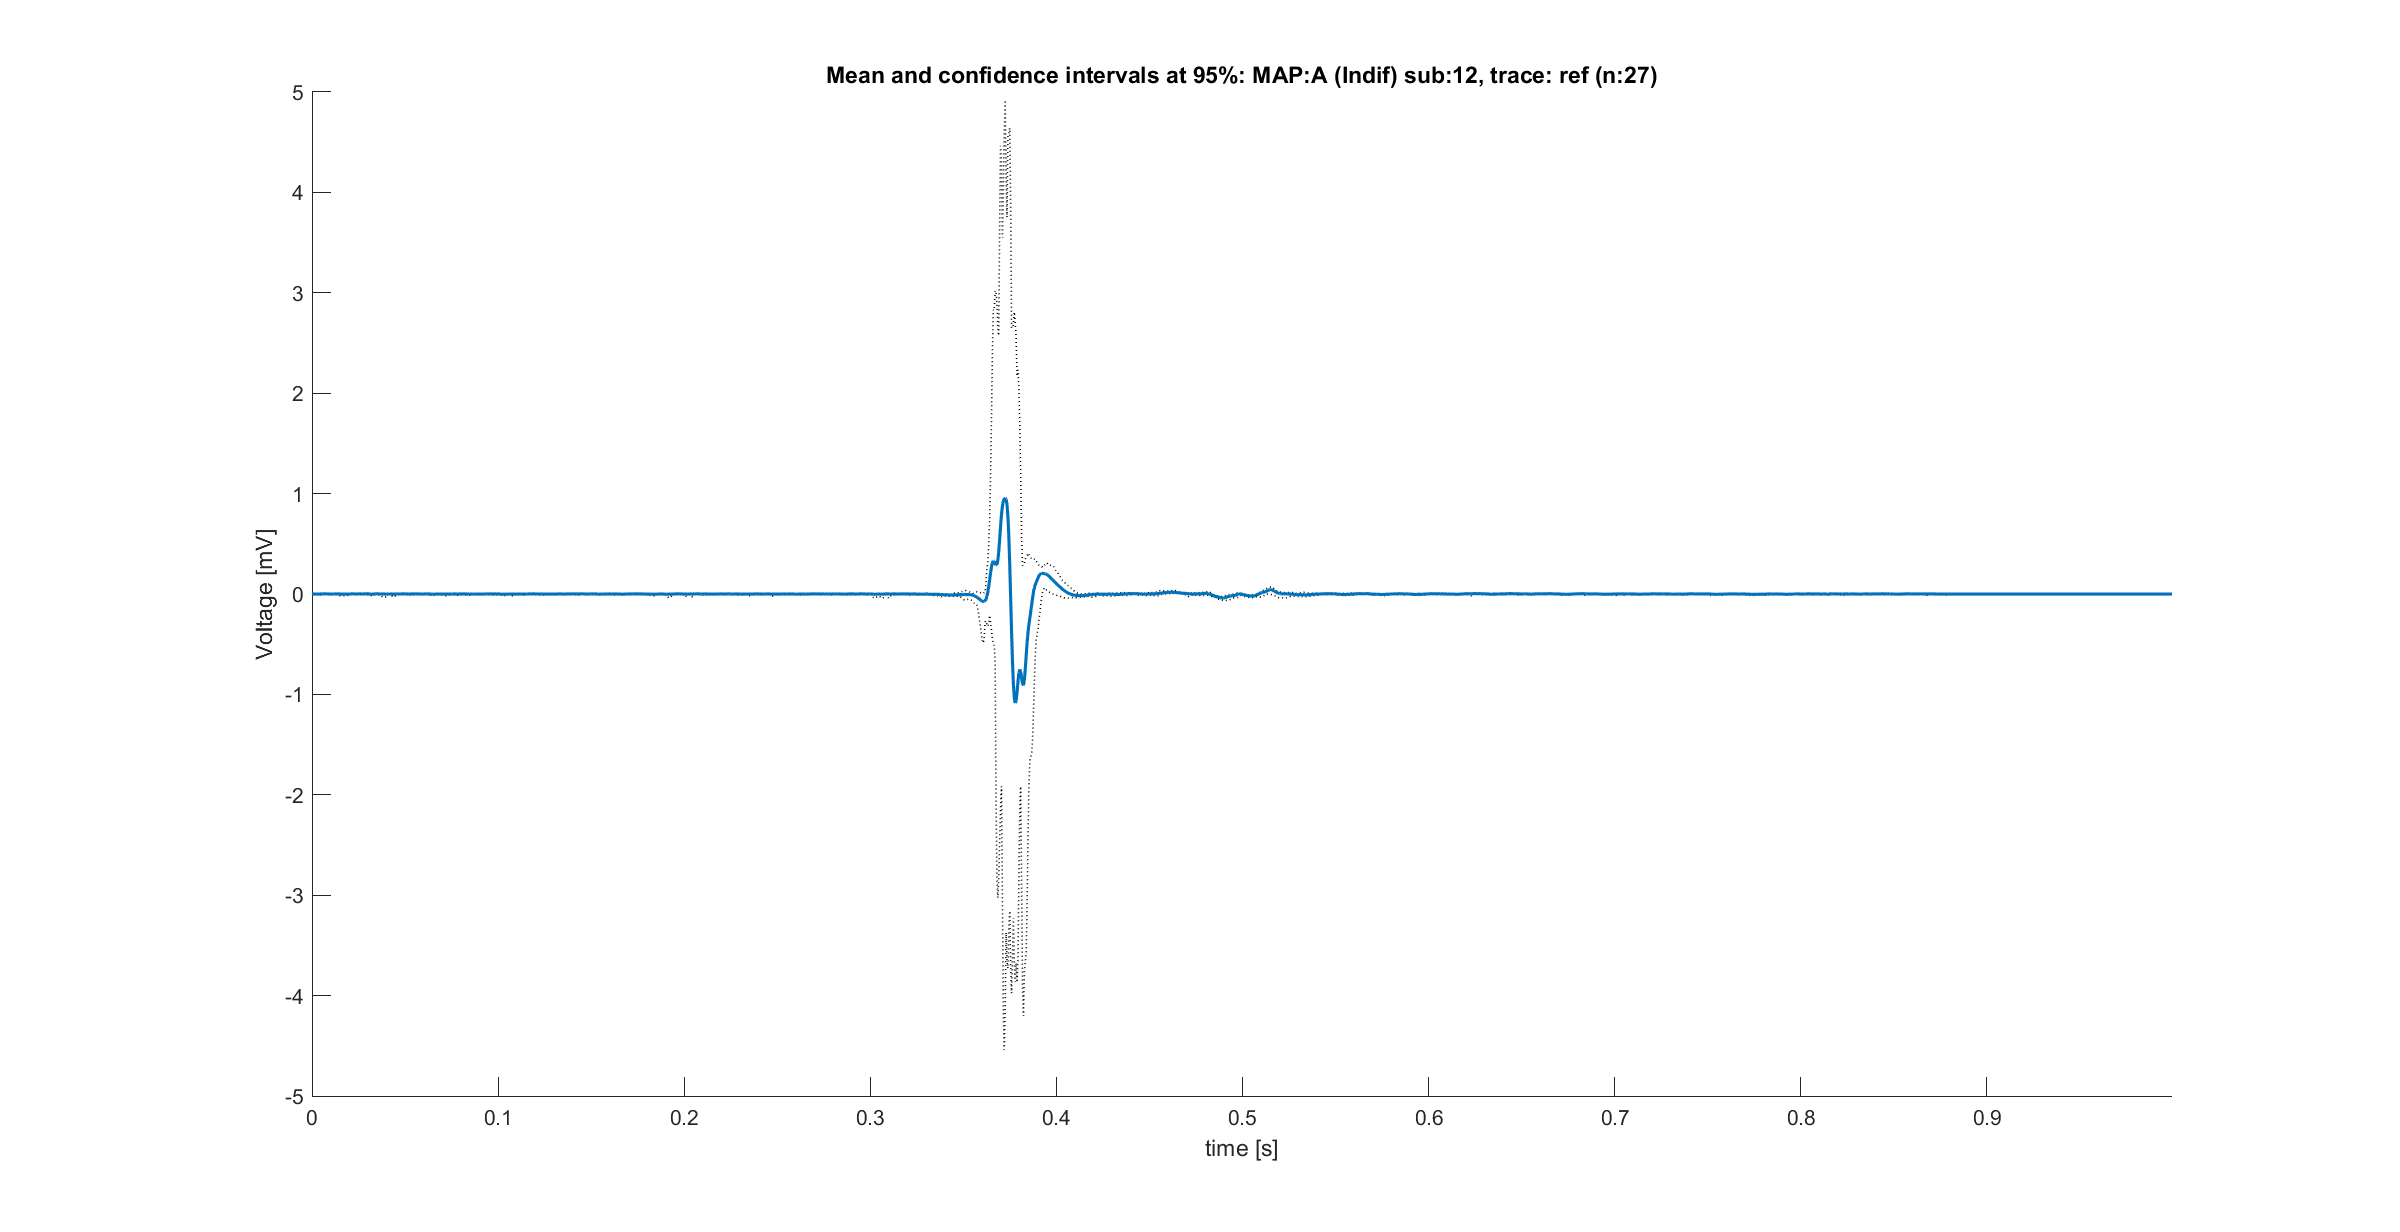 Mean and confidence intervals at 95%: MAP:A (Indif) sub:12, trace: ref (n:27)
5
4
3
2
1
0
-1
-2
-3
-4
-5
Voltage [mV]
0 0.1 0.2 0.3 0.4 0.5 0.6 0.7 0.8 0.9
time [s]